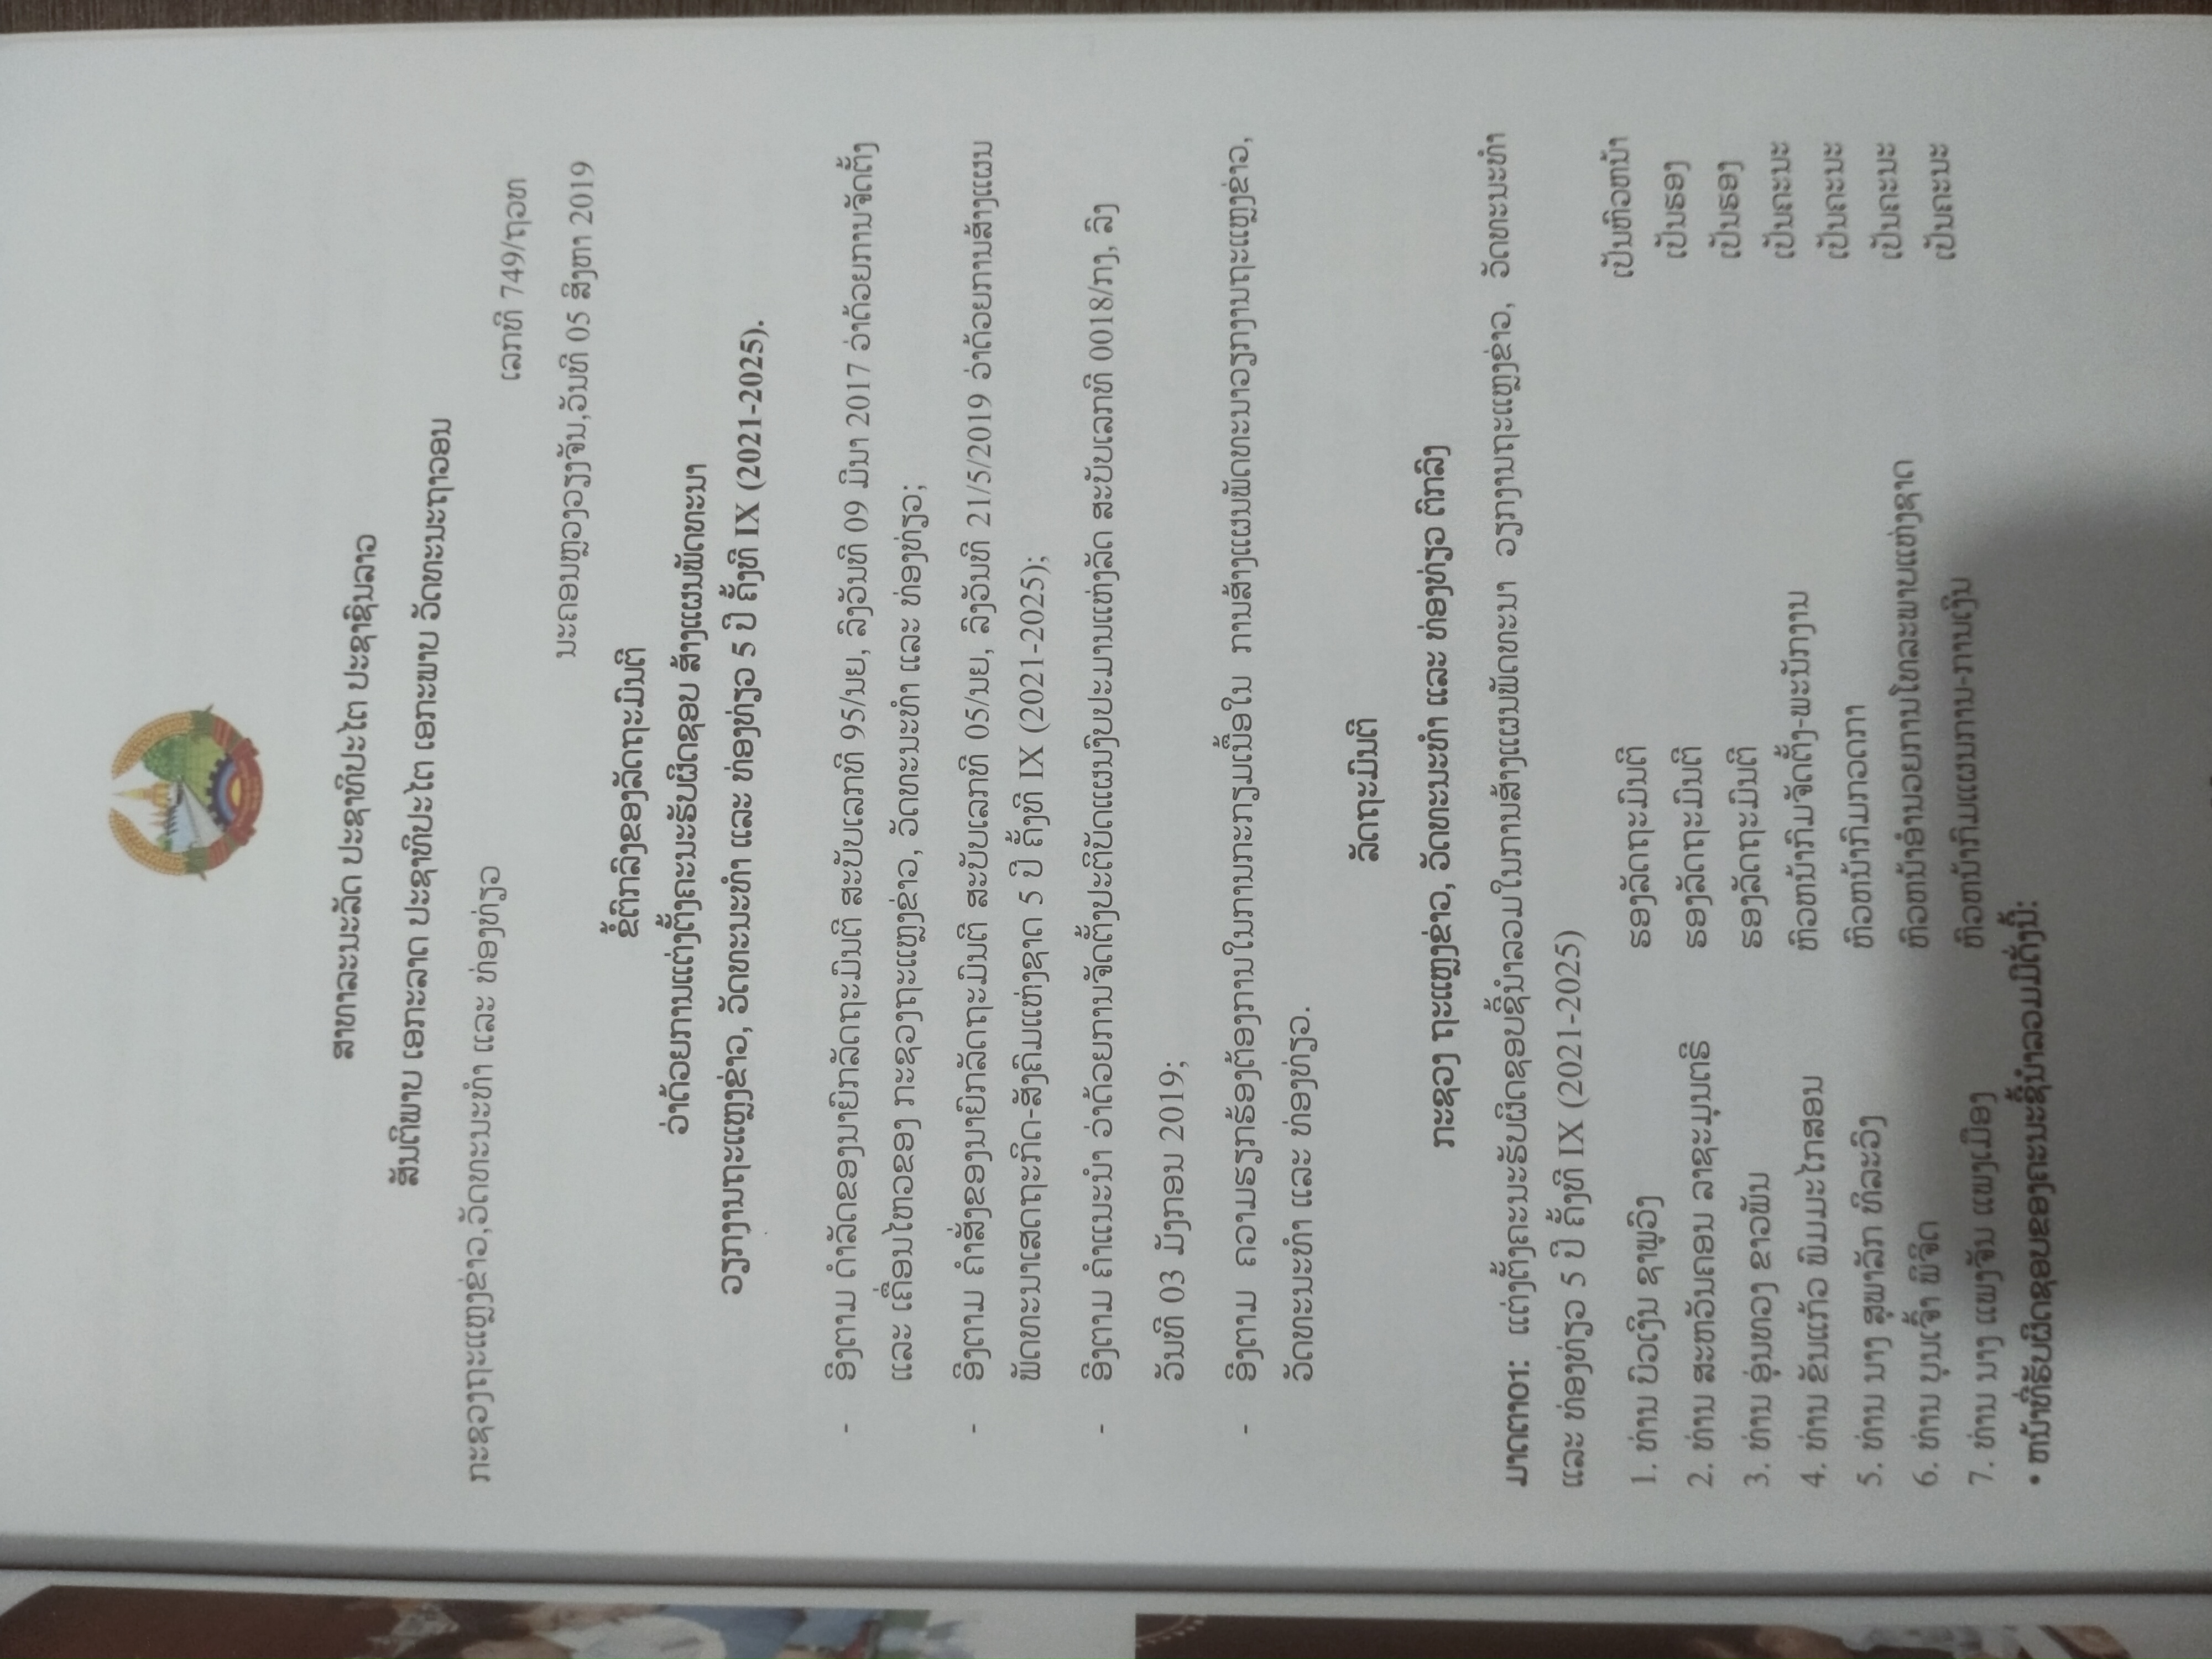 ສາທາລະນະລັດ ປະຊາທິປະໄຕ ປະຊາຊົນລາວ
ສັນຕິພາບ ເອກະລາດ ປະຊາທິປະໄຕ ເອກະພາບ ວັດທະນະຖາວອນ
ກະຊວງຖະແຫຼງຂ່າວ,ວັດທະນະທຳ ແລະ ທ່ອງທ່ຽວ
ເລກທີ 749/ຖວທ
ນະຄອນຫຼວງວຽງຈັນ,ວັນທີ 05 ສິງຫາ 2019
ຂໍ້ຕົກລົງຂອງລັດຖະມົນຕີ
ວ່າດ້ວຍການແຕ່ງຕັ້ງຄະນະຮັບຜິດຊອບ ສ້າງແຜນພັດທະນາ
ວຽກງານຖະແຫຼງຂ່າວ, ວັດທະນະທຳ ແລະ ທ່ອງທ່ຽວ 5 ປີ ຄັ້ງທີ IX (2021-2025).
- ອີງຕາມ ດຳລັດຂອງນາຍົກລັດຖະມົນຕີ ສະບັບເລກທີ 95/ນຍ, ລົງວັນທີ 09 ມີນາ 2017 ວ່າດ້ວຍການຈັດຕັ້ງ
ແລະ ເຄື່ອນໄຫວຂອງ ກະຊວງຖະແຫຼງຂ່າວ, ວັດທະນະທຳ ແລະ ທ່ອງທ່ຽວ;
- ອີງຕາມ ຄຳສັ່ງຂອງນາຍົກລັດຖະມົນຕີ ສະບັບເລກທີ 05/ນຍ, ລົງວັນທີ 21/5/2019 ວ່າດ້ວຍການສ້າງແຜນ
ພັດທະນາເສດຖະກິດ-ສັງຄົມແຫ່ງຊາດ 5 ປີ ຄັ້ງທີ IX (2021-2025);
- ອີງຕາມ ຄຳແນະນຳ ວ່າດ້ວຍການຈັດຕັ້ງປະຕິບັດແຜນງົບປະມານແຫ່ງລັດ ສະບັບເລກທີ 0018/ກງ, ລົງ
ວັນທີ 03 ມັງກອນ 2019;
- ອີງຕາມ ຄວາມຮຽກຮ້ອງຕ້ອງການໃນການກະກຽມເນື້ອໃນ ການສ້າງແຜນພັດທະນາວຽກງານຖະແຫຼງຂ່າວ,
ວັດທະນະທຳ ແລະ ທ່ອງທ່ຽວ.
ລັດຖະມົນຕີ
ກະຊວງ ຖະແຫຼງຂ່າວ, ວັດທະນະທຳ ແລະ ທ່ອງທ່ຽວ ຕົກລົງ
ມາດຕາ01: ແຕ່ງຕັ້ງຄະນະຮັບຜິດຊອບຊີ້ນຳລວມໃນການສ້າງແຜນພັດທະນາ ວຽກງານຖະແຫຼງຂ່າວ, ວັດທະນະທຳ
ແລະ ທ່ອງທ່ຽວ 5 ປີ ຄັ້ງທີ IX (2021-2025)
1. ທ່ານ ບົວເງິນ ຊາພູວົງ ຮອງລັດຖະມົນຕີ ເປັນຫົວຫນ້າ
2. ທ່ານ ສະຫວັນຄອນ ລາຊະມຸນຕຣີ ຮອງລັດຖະມົນຕີ ເປັນຮອງ
3. ທ່ານ ອຸ່ນທວງ ຂາວພັນ ຮອງລັດຖະມົນຕີ ເປັນຮອງ
4. ທ່ານ ຂັນແກ້ວ ພິມມະໄກສອນ ຫົວຫນ້າກົມຈັດຕັ້ງ-ພະນັກງານ ເປັນຄະນະ
5. ທ່ານ ນາງ ສຸພາລັກ ທິລະວົງ ຫົວຫນ້າກົມກວດກາ ເປັນຄະນະ
6. ທ່ານ ບຸນເຈົ້າ ພິຈິດ ຫົວຫນ້າອຳນວຍການໂທລະພາບແຫ່ງຊາດ ເປັນຄະນະ
7. ທ່ານ ນາງ ແພງຈັນ ແພງເມືອງ ຫົວຫນ້າກົມແຜນການ-ການເງິນ ເປັນຄະນະ
• ຫນ້າທີ່ຮັບຜິດຊອບຂອງຄະນະຊີ້ນຳລວມມີດັ່ງນີ້: